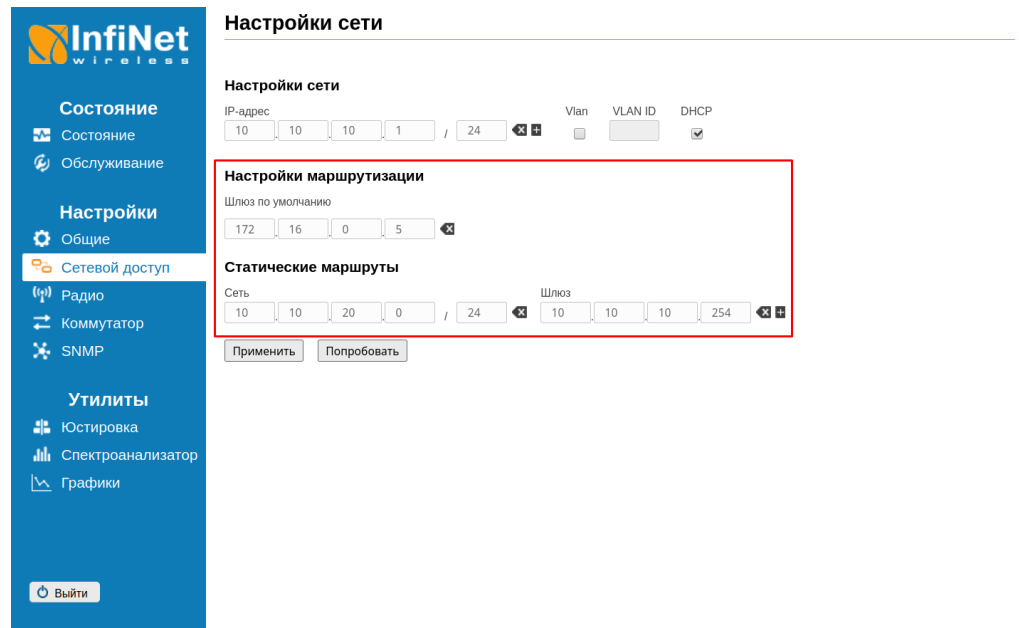 InfiNet
wireless
Состояние
Состояние
Обслуживание
Настройки
Общие
Сетевой доступ
Радио
Коммутатор
SNMP
Утилиты
Юстировка
Спектроанализатор
Графики
Выйти
Настройки сети
Настройки сети
IP-адрес Vlan VLAN ID DHCP
10 . 10 . 10 . 1 / 24
Настройки маршрутизации
Шлюз по умолчанию
172 . 16 . 0 . 5
Статические маршруты
Сеть Шлюз
10 . 10 . 20 . 0 / 24 10 . 10 . 10 . 254
Применить Попробовать